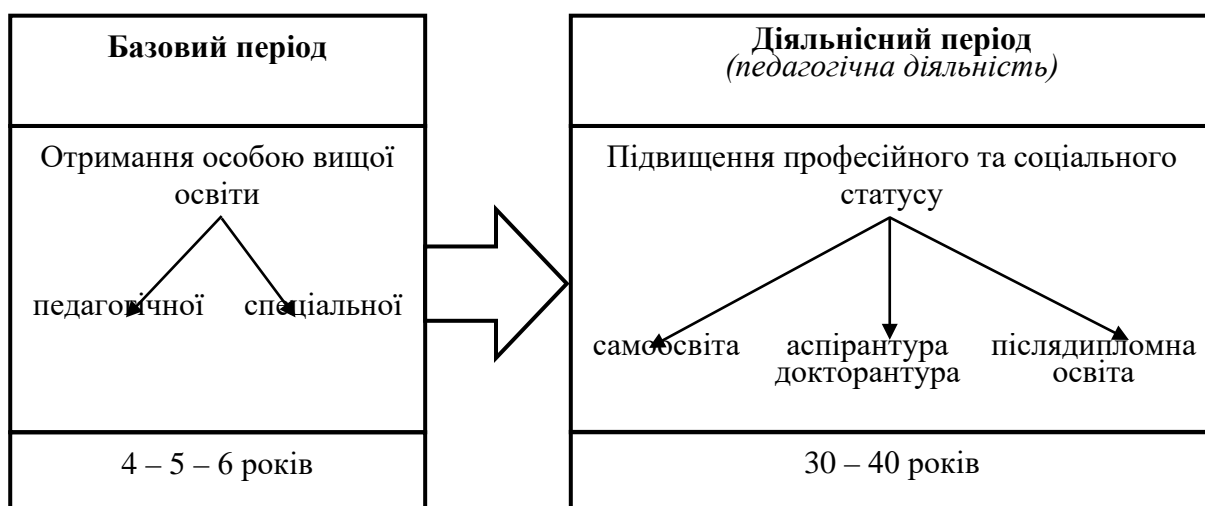 Базовий період
Отримання особою вищої
освіти
педагогічної спеціальної
4 – 5 – 6 років
Діяльнісний період
(педагогічна діяльність)
Підвищення професійного та соціального
статусу
самоосвіта аспірантура післядипломна
докторантура освіта
30 – 40 років